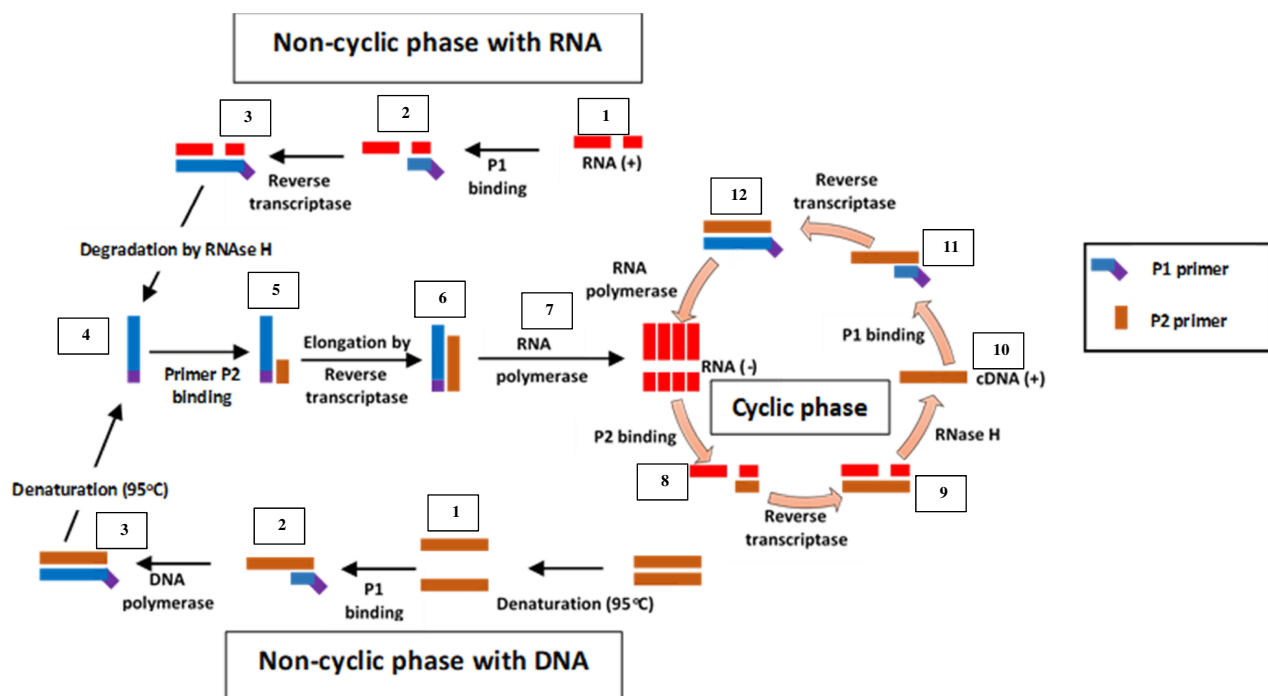 Non-cyclic phase with RNA
3
2
1
RNA (+)
P1
binding
Reverse
transcriptase
Degradation by RNAse H
4
Primer P2
binding
5
Elongation by
Reverse
transcriptase
6
7
RNA
polymerase
RNA (-)
Cyclic phase
P2 binding
8
Reverse
transcriptase
9
RNase H
10
cDNA (+)
P1 binding
11
Reverse
transcriptase
12
RNA
polymerase
P1 primer
P2 primer
Denaturation (95°C)
3
DNA
polymerase
2
P1
binding
1
Denaturation (95°C)
Non-cyclic phase with DNA